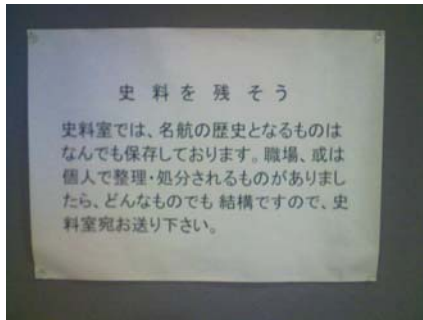 史料を残そう
史料室では、名航の歴史となるものは
なんでも保存しております。職場、或は
個人で整理・処分されるものがありまし
たら、どんなものでも結構ですので、史
料室宛お送り下さい。